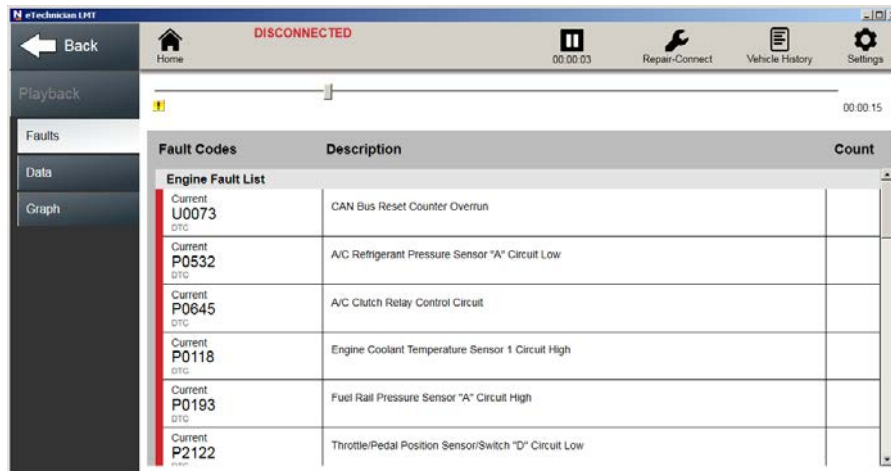 eTechnician LMT
Back
Home
DISCONNECTED
00:00:03
Repair-Connect
Vehicle History
Settings
Playback
00:00:15
Faults
Data
Graph
Fault Codes Description Count
Engine Fault List
Current
U0073
DTC
CAN Bus Reset Counter Overrun
Current
P0532
DTC
A/C Refrigerant Pressure Sensor "A" Circuit Low
Current
P0645
DTC
A/C Clutch Relay Control Circuit
Current
P0118
DTC
Engine Coolant Temperature Sensor 1 Circuit High
Current
P0193
DTC
Fuel Rail Pressure Sensor "A" Circuit High
Current
P2122
DTC
Throttle/Pedal Position Sensor/Switch "D" Circuit Low